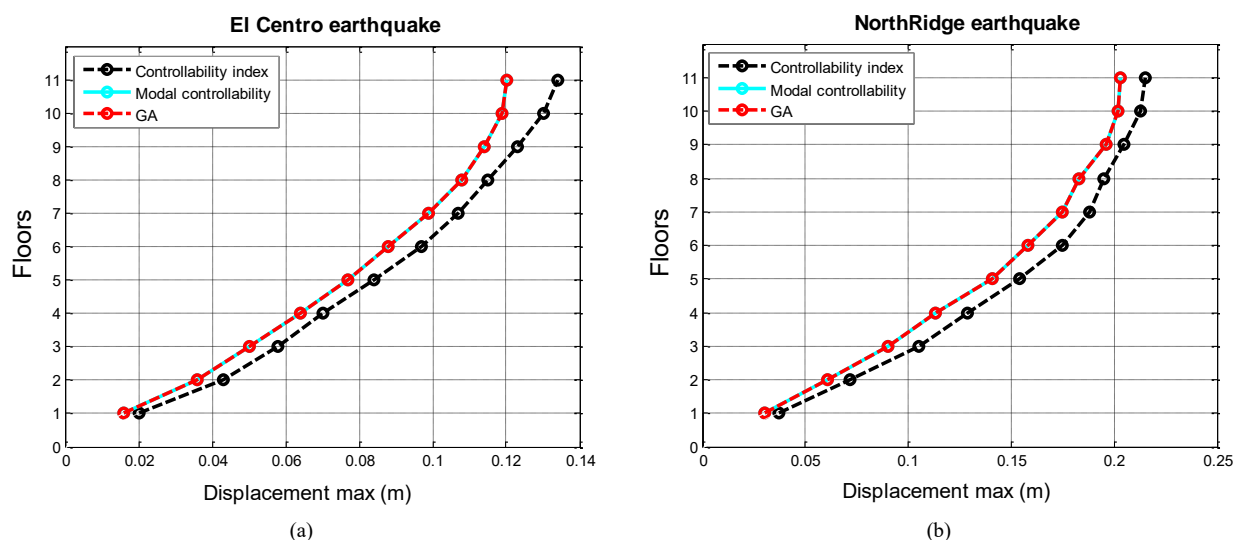 El Centro earthquake
Controllability index
Modal controllability
GA
11
10
9
8
7
6
5
4
3
2
1
0
Floors
0
0.02
0.04
0.06
0.08
0.1
0.12
0.14
Displacement max (m)
(a)
NorthRidge earthquake
Controllability index
Modal controllability
GA
11
10
9
8
7
6
5
4
3
2
1
0
Floors
0
0.05
0.1
0.15
0.2
0.25
Displacement max (m)
(b)